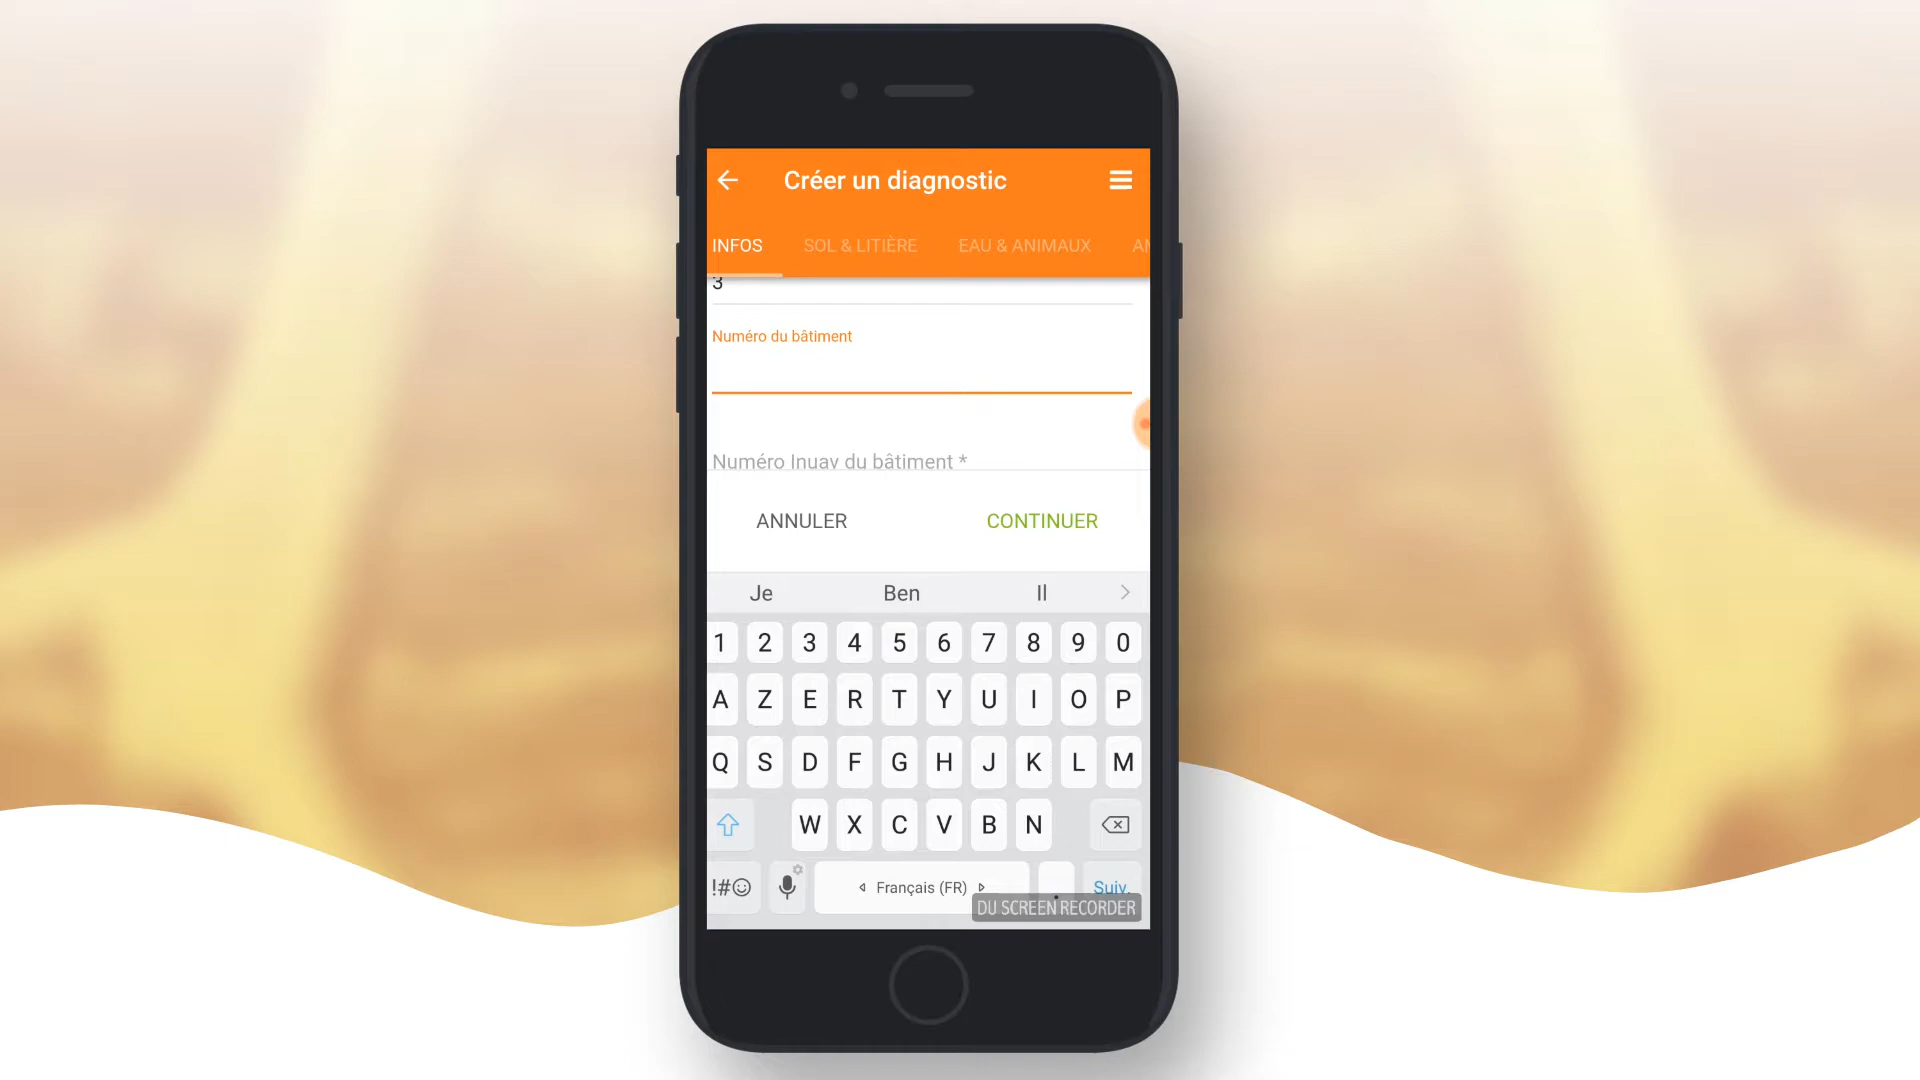 Créer un diagnostic
INFOS SOL & LITIÈRE EAU & ANIMAUX AM
3
Numéro du bâtiment
Numéro Inuav du bâtiment *
ANNULER CONTINUER
Je Ben Il
1 2 3 4 5 6 7 8 9 0
A Z E R T Y U I O P
Q S D F G H J K L M
W X C V B N
!#☺ Français (FR) . Suiv.
DU SCREEN RECORDER